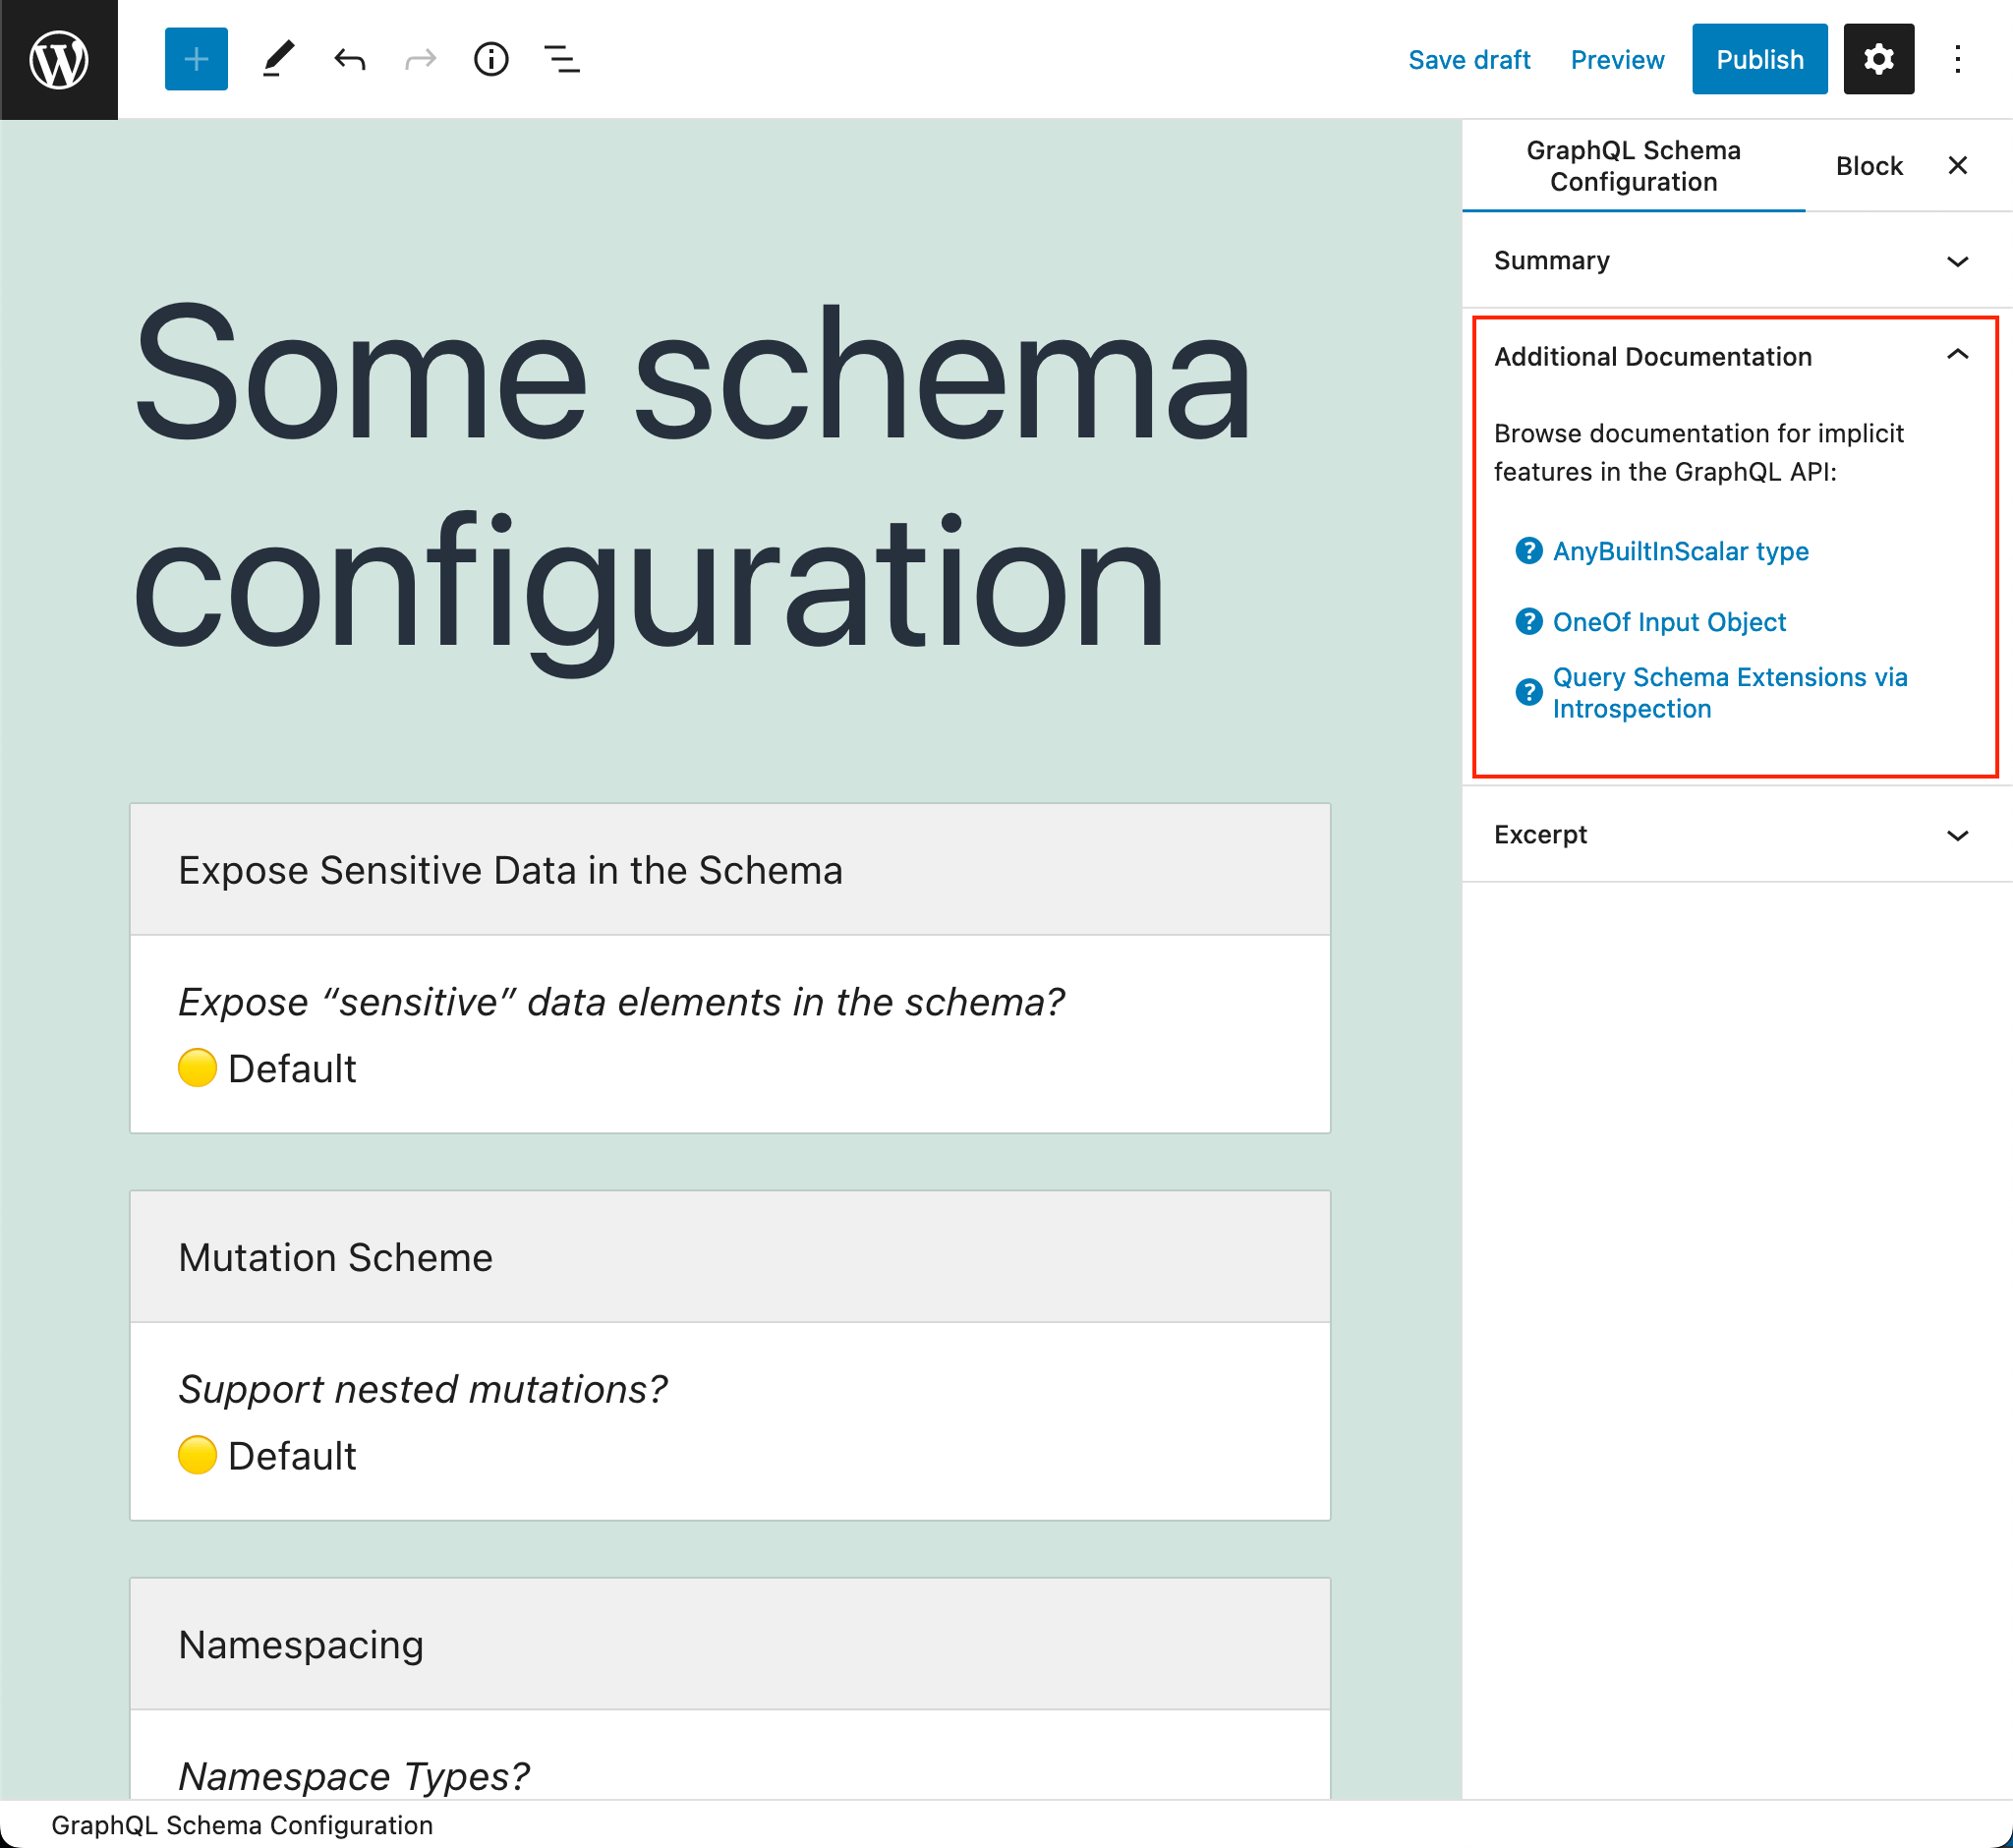 Save draft
Preview
Publish
GraphQL Schema
Configuration
Block
Summary
Additional Documentation
Browse documentation for implicit
features in the GraphQL API:
AnyBuiltInScalar type
OneOf Input Object
Query Schema Extensions via
Introspection
Excerpt
Some schema
configuration
Expose Sensitive Data in the Schema
Expose “sensitive” data elements in the schema?
Default
Mutation Scheme
Support nested mutations?
Default
Namespacing
Namespace Types?
GraphQL Schema Configuration